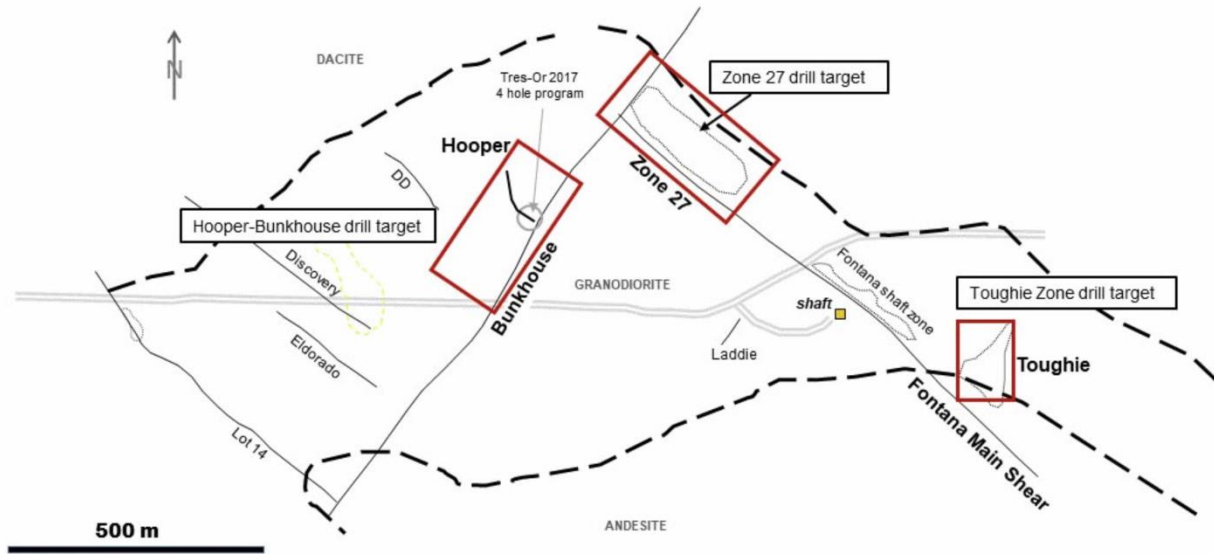 N
DACITE
Tres-Or 2017
4 hole program
Zone 27 drill target
Hooper
DD
Zone 27
Hooper-Bunkhouse drill target
Discovery
Bunkhouse
GRANODIORITE
Fontana shaft zone
Toughie Zone drill target
shaft
Eldorado
Laddie
Toughie
Fontana Main Shear
Lot 14
500 m
ANDESITE